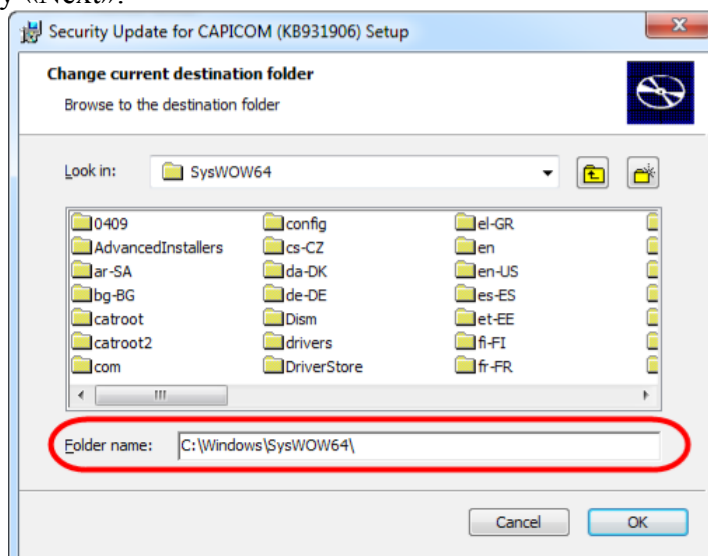 y «Next».
Security Update for CAPICOM (KB931906) Setup
Change current destination folder
Browse to the destination folder
Look in: SysWOW64
0409 config el-GR
AdvancedInstallers cs-CZ en
ar-SA da-DK en-US
bg-BG de-DE es-ES
catroot Dism et-EE
catroot2 drivers fi-FI
com DriverStore fr-FR
Folder name: C:\Windows\SysWOW64\
Cancel OK